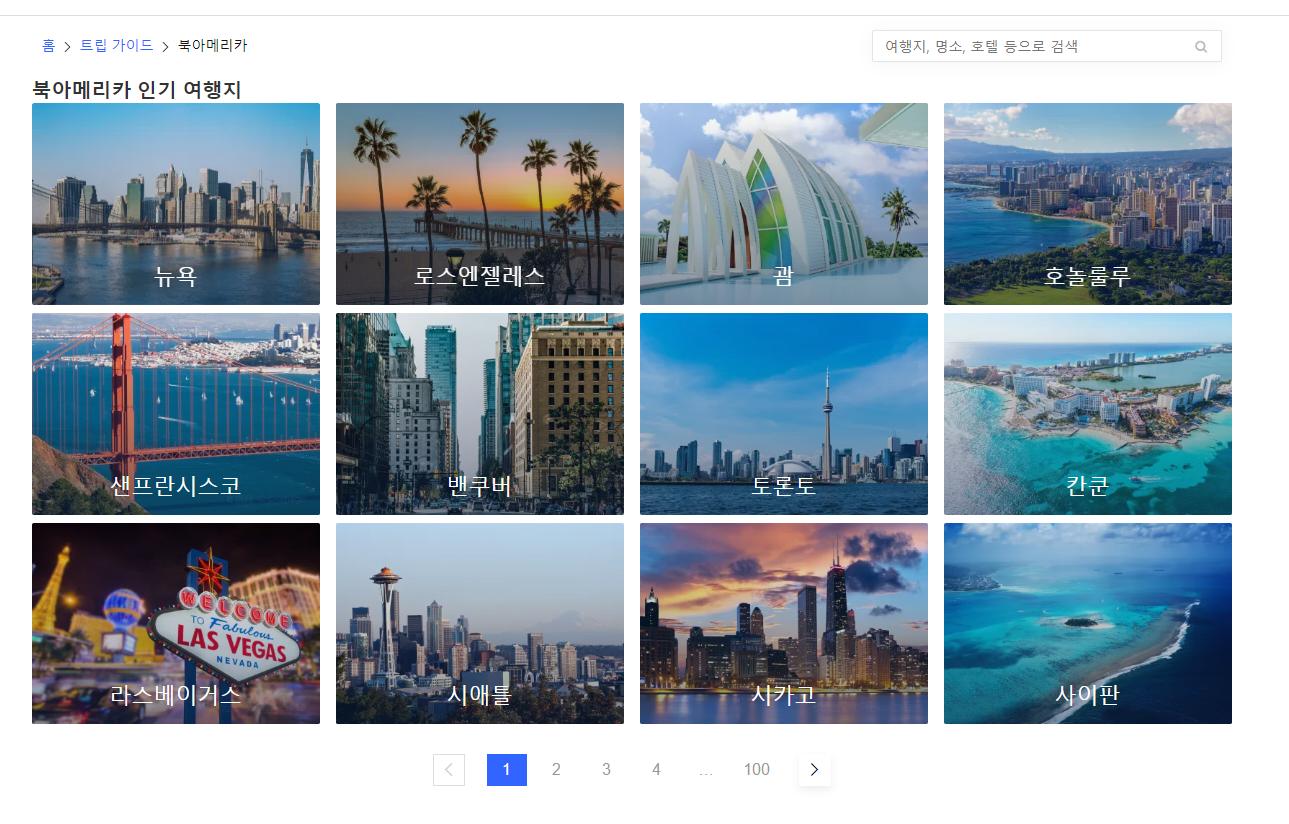 홈 > 트립 가이드 > 북아메리카
여행지, 명소, 호텔 등으로 검색
북아메리카 인기 여행지
뉴욕
로스엔젤레스
괌
호놀룰루
샌프란시스코
밴쿠버
토론토
칸쿤
WELCOME
TO Fabulous
LAS VEGAS
NEVADA
라스베이거스
시애틀
시카고
사이판
< 1 2 3 4 ... 100 >